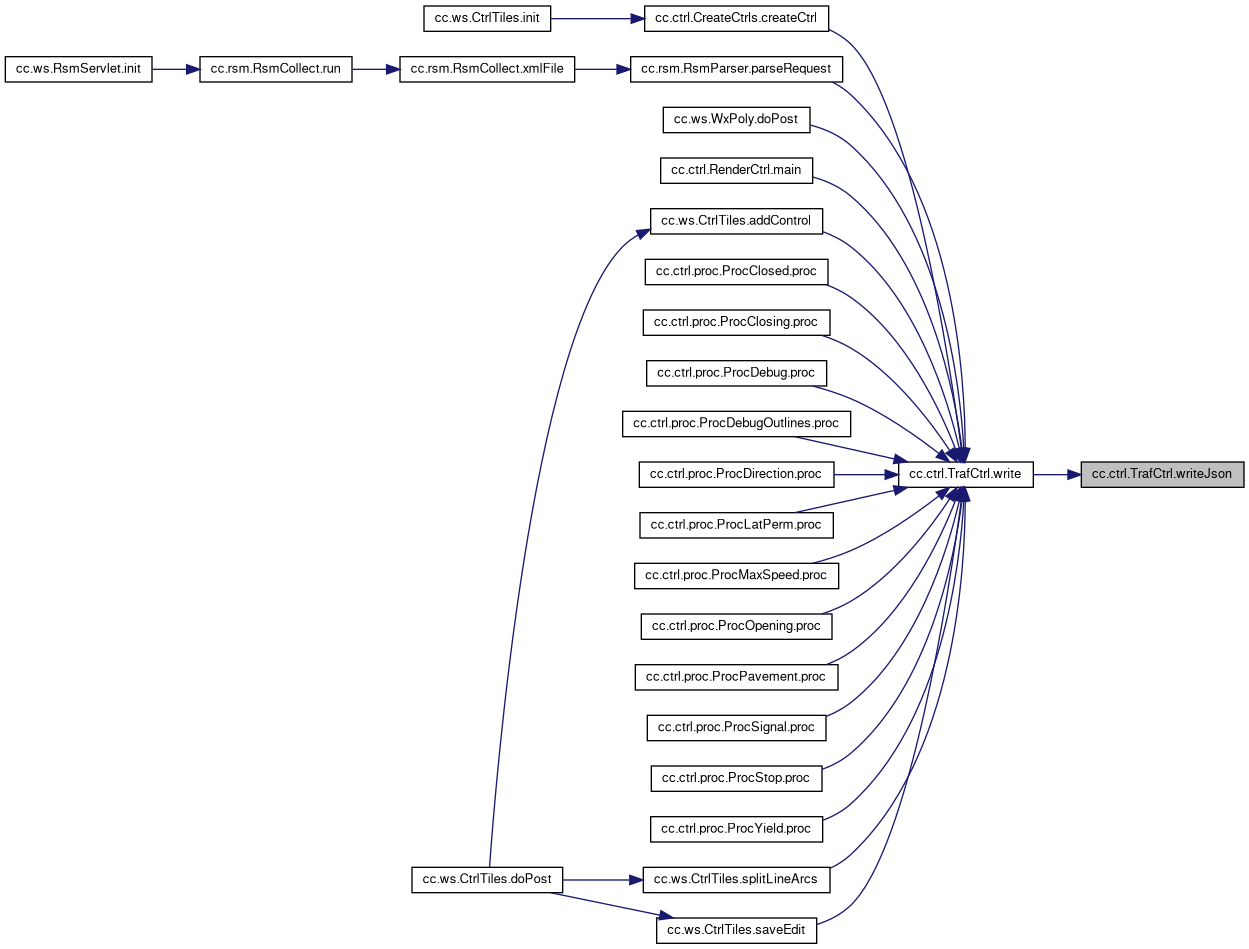 cc.ws.CtrlTiles.init
cc.ctrl.CreateCtrls.createCtrl
cc.ws.RsmServlet.init
cc.rsm.RsmCollect.run
cc.rsm.RsmCollect.xmlFile
cc.rsm.RsmParser.parseRequest
cc.ws.WxPoly.doPost
cc.ctrl.RenderCtrl.main
cc.ws.CtrlTiles.addControl
cc.ctrl.proc.ProcClosed.proc
cc.ctrl.proc.ProcClosing.proc
cc.ctrl.proc.ProcDebug.proc
cc.ctrl.proc.ProcDebugOutlines.proc
cc.ctrl.proc.ProcDirection.proc
cc.ctrl.TrafCtrl.write
cc.ctrl.TrafCtrl.writeJson
cc.ctrl.proc.ProcLatPerm.proc
cc.ctrl.proc.ProcMaxSpeed.proc
cc.ctrl.proc.ProcOpening.proc
cc.ctrl.proc.ProcPavement.proc
cc.ctrl.proc.ProcSignal.proc
cc.ctrl.proc.ProcStop.proc
cc.ctrl.proc.ProcYield.proc
cc.ws.CtrlTiles.doPost
cc.ws.CtrlTiles.splitLineArcs
cc.ws.CtrlTiles.saveEdit